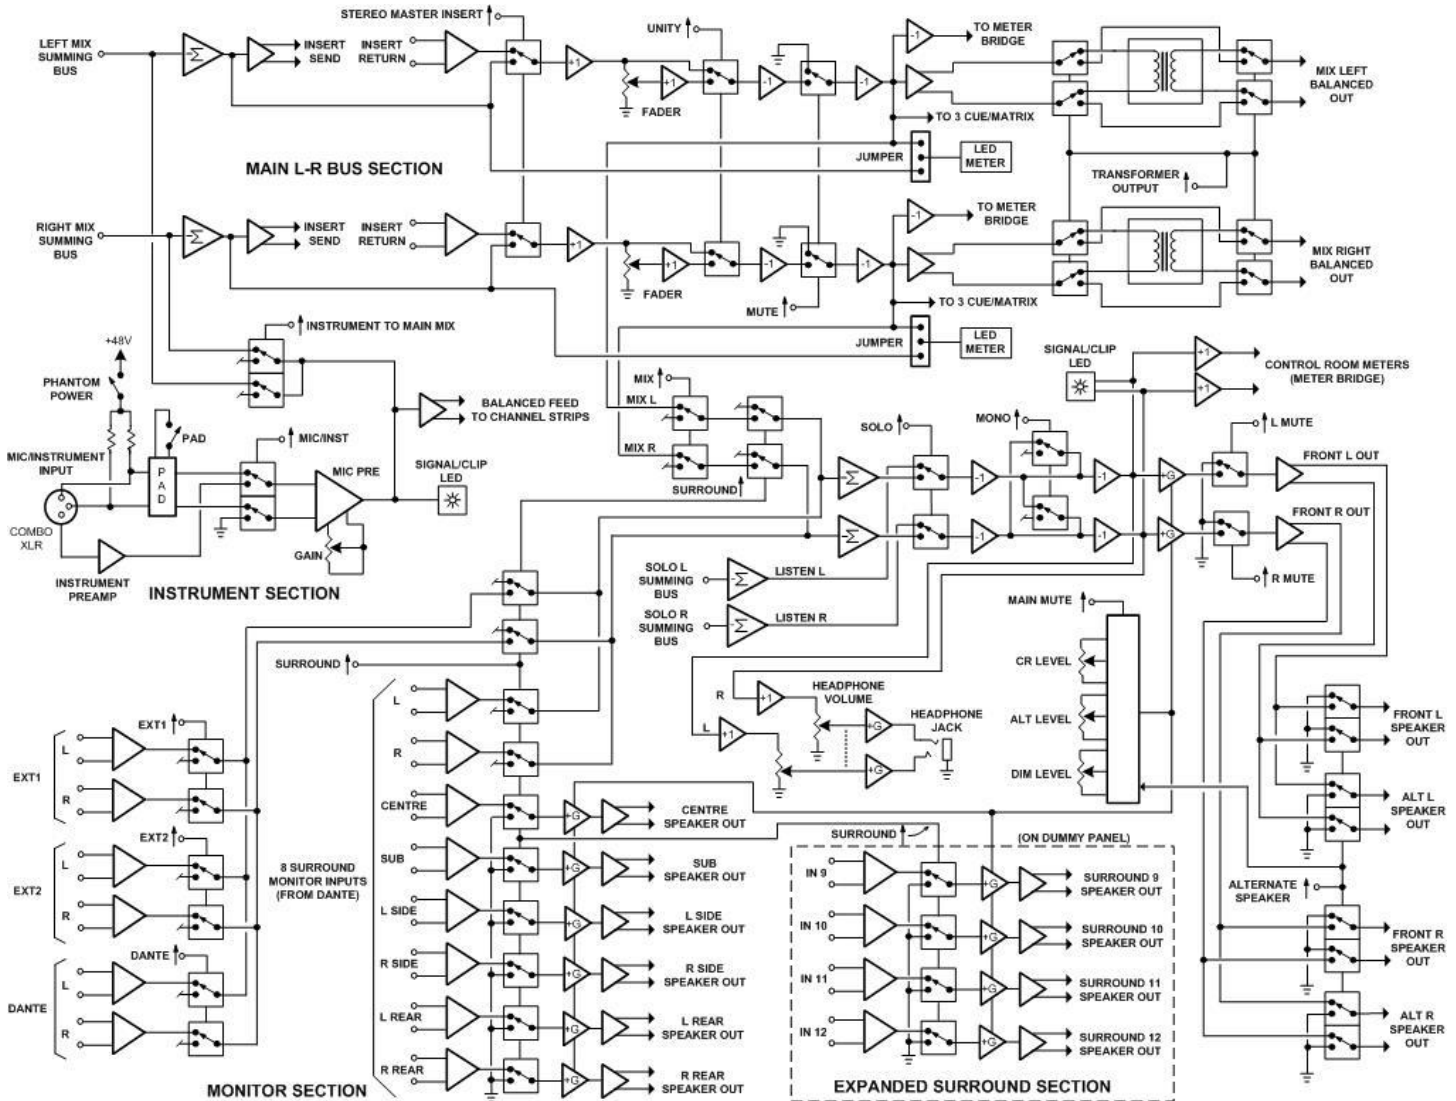 STEREO MASTER INSERT
LEFT MIX
SUMMING
BUS
Σ
INSERT
SEND
INSERT
RETURN
+1
UNITY
+1
FADER
-1
-1
-1
TO METER
BRIDGE
TO 3 CUE/MATRIX
JUMPER
LED
METER
MIX LEFT
BALANCED
OUT
MAIN L-R BUS SECTION
TRANSFORMER
OUTPUT
RIGHT MIX
SUMMING
BUS
Σ
INSERT
SEND
INSERT
RETURN
+1
+1
FADER
-1
-1
MUTE
-1
TO METER
BRIDGE
TO 3 CUE/MATRIX
JUMPER
LED
METER
MIX RIGHT
BALANCED
OUT
INSTRUMENT TO MAIN MIX
+48V
PHANTOM
POWER
PAD
MIC/INSTRUMENT
INPUT
P
A
D
COMBO
XLR
INSTRUMENT
PREAMP
MIC/INST
MIC PRE
GAIN
BALANCED FEED
TO CHANNEL STRIPS
SIGNAL/CLIP
LED
INSTRUMENT SECTION
MIX
MIX L
MIX R
SURROUND
-Σ
-Σ
SOLO
-1
-1
MONO
-1
-1
SIGNAL/CLIP
LED
+1
+1
CONTROL ROOM METERS
(METER BRIDGE)
+G
+G
L MUTE
R MUTE
FRONT L OUT
FRONT R OUT
SOLO L
SUMMING
BUS
-Σ
LISTEN L
SOLO R
SUMMING
BUS
-Σ
LISTEN R
MAIN MUTE
CR LEVEL
ALT LEVEL
DIM LEVEL
R
+1
L
+1
HEADPHONE
VOLUME
+G
+G
HEADPHONE
JACK
FRONT L
SPEAKER
OUT
ALT L
SPEAKER
OUT
ALTERNATE
SPEAKER
FRONT R
SPEAKER
OUT
ALT R
SPEAKER
OUT
SURROUND
EXT1
EXT1
L
R
EXT2
EXT2
L
R
DANTE
DANTE
L
R
8 SURROUND
MONITOR INPUTS
(FROM DANTE)
L
R
CENTRE
+G
CENTRE
SPEAKER OUT
SUB
+G
SUB
SPEAKER OUT
L SIDE
+G
L SIDE
SPEAKER OUT
R SIDE
+G
R SIDE
SPEAKER OUT
L REAR
+G
L REAR
SPEAKER OUT
R REAR
+G
R REAR
SPEAKER OUT
MONITOR SECTION
SURROUND
(ON DUMMY PANEL)
IN 9
+G
SURROUND 9
SPEAKER OUT
IN 10
+G
SURROUND 10
SPEAKER OUT
IN 11
+G
SURROUND 11
SPEAKER OUT
IN 12
+G
SURROUND 12
SPEAKER OUT
EXPANDED SURROUND SECTION